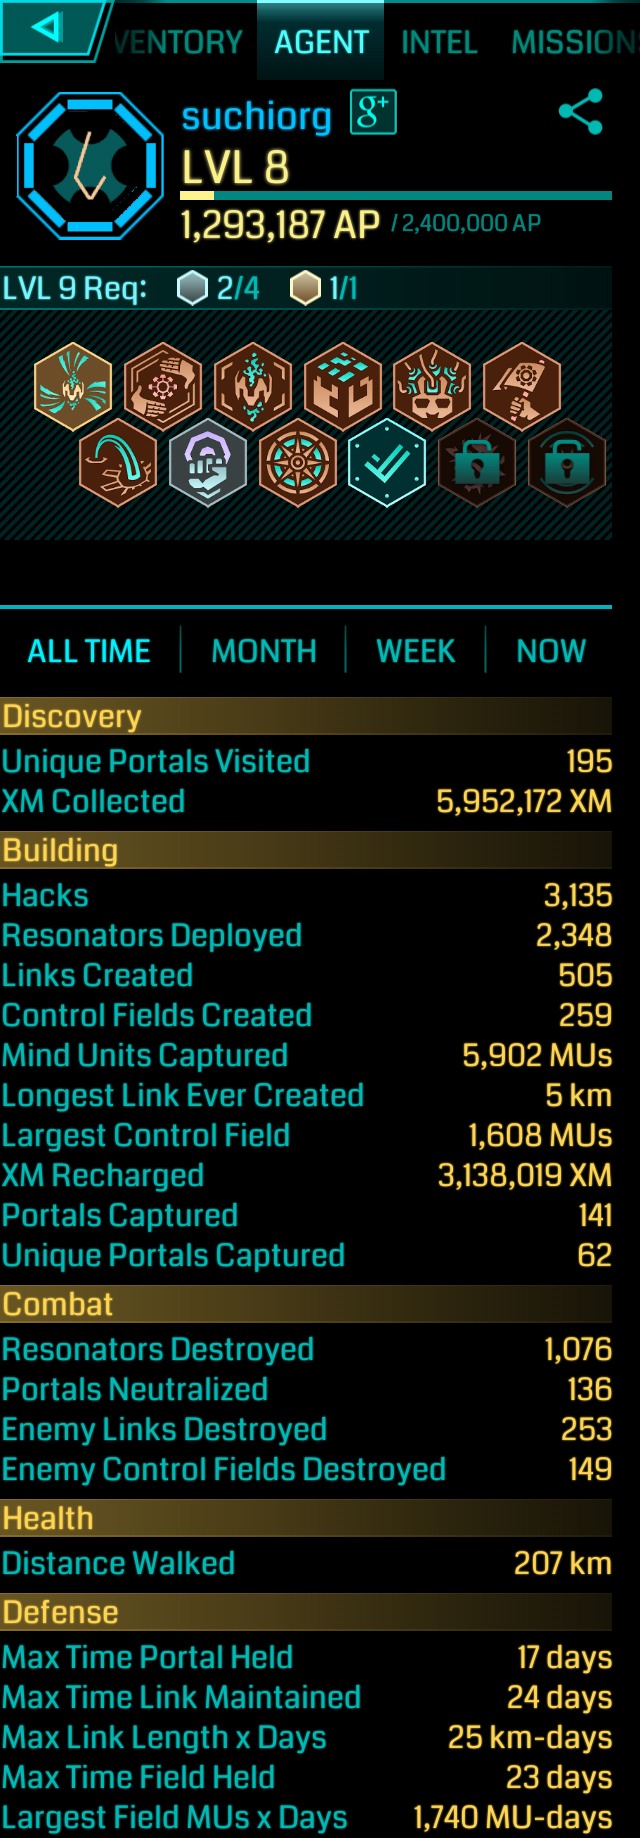 VENTORY AGENT INTEL MISSIONS
suchiorg g+
LVL 8
1,293,187 AP / 2,400,000 AP
LVL 9 Req: 2/4 1/1
ALL TIME MONTH WEEK NOW
Discovery
Unique Portals Visited 195
XM Collected 5,952,172 XM
Building
Hacks 3,135
Resonators Deployed 2,348
Links Created 505
Control Fields Created 259
Mind Units Captured 5,902 MUs
Longest Link Ever Created 5 km
Largest Control Field 1,608 MUs
XM Recharged 3,138,019 XM
Portals Captured 141
Unique Portals Captured 62
Combat
Resonators Destroyed 1,076
Portals Neutralized 136
Enemy Links Destroyed 253
Enemy Control Fields Destroyed 149
Health
Distance Walked 207 km
Defense
Max Time Portal Held 17 days
Max Time Link Maintained 24 days
Max Link Length x Days 25 km-days
Max Time Field Held 23 days
Largest Field MUs x Days 1,740 MU-days